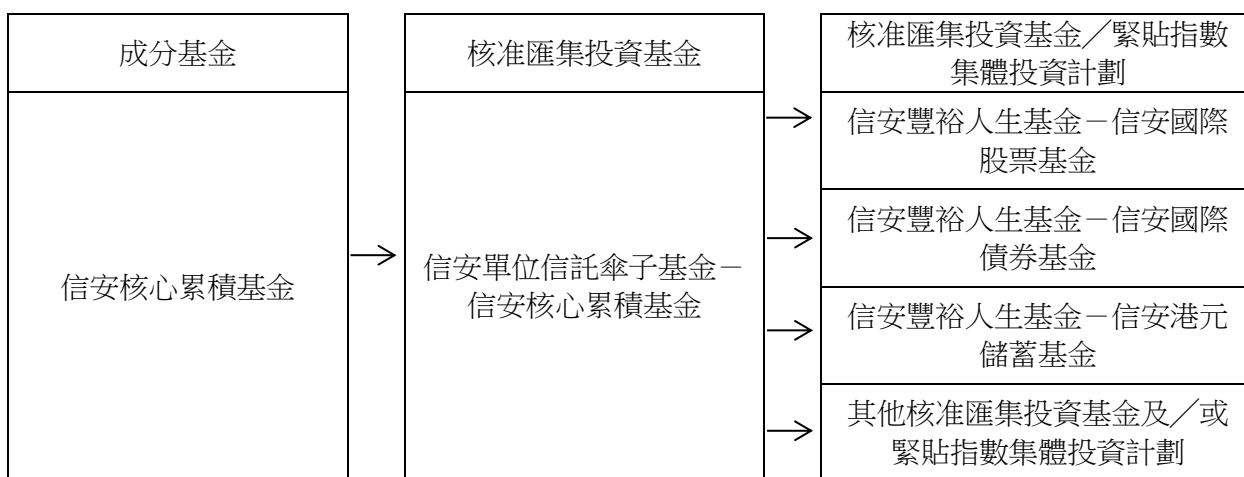 成分基金
核准匯集投資基金
核准匯集投資基金／緊貼指數
集體投資計劃
信安核心累積基金
信安單位信託傘子基金－
信安核心累積基金
信安豐裕人生基金－信安國際
股票基金
信安豐裕人生基金－信安國際
債券基金
信安豐裕人生基金－信安港元
儲蓄基金
其他核准匯集投資基金及／或
緊貼指數集體投資計劃